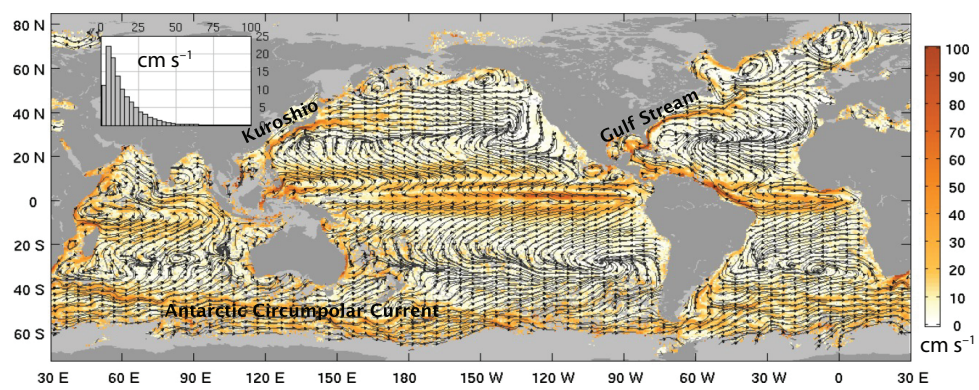 80 N
60 N
40 N
20 N
0
20 S
40 S
60 S
0 25 50 75 100
25
20
15
10
5
0
cm s⁻¹
Kuroshio
Gulf Stream
Antarctic Circumpolar Current
30 E 60 E 90 E 120 E 150 E 180 150 W 120 W 90 W 60 W 30 W 0 30 E
100
90
80
70
60
50
40
30
20
10
0
cm s⁻¹